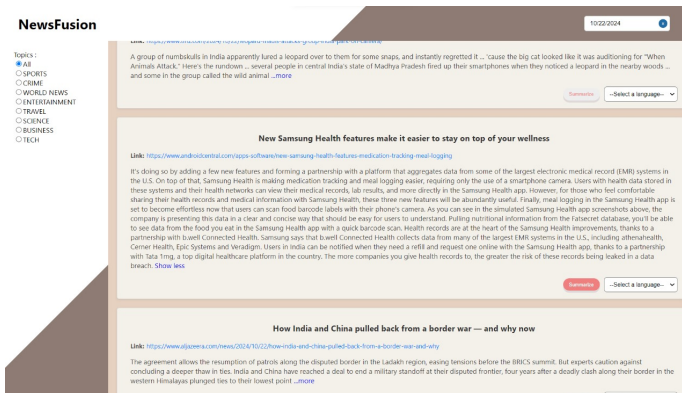 NewsFusion
10/22/2024
Topics :
All
SPORTS
CRIME
WORLD NEWS
ENTERTAINMENT
TRAVEL
SCIENCE
BUSINESS
TECH
A group of numbskulls in India apparently lured a leopard over to them for some snaps, and instantly regretted it ... 'cause the big cat looked like it was auditioning for "When
Animals Attack." Here's the rundown ... several people in central India's state of Madhya Pradesh fired up their smartphones when they noticed a leopard in the nearby woods ...
and some in the group called the wild animal ...more
Summarize
--Select a language--
New Samsung Health features make it easier to stay on top of your wellness
Link: https://www.androidcentral.com/apps-software/new-samsung-health-features-medication-tracking-meal-logging
It's doing so by adding a few new features and forming a partnership with a platform that aggregates data from some of the largest electronic medical record (EMR) systems in
the U.S. On top of that, Samsung Health is making medication tracking and meal logging easier, requiring only the use of a smartphone camera. Users with health data stored in
these systems and their health networks can view their medical records, lab results, and more directly in the Samsung Health app. However, for those who feel comfortable
sharing their health records and medical information with Samsung Health, these three new features will be abundantly useful. Finally, meal logging in the Samsung Health app is
set to become effortless now that users can scan food barcode labels with their phone's camera. As you can see in the simulated Samsung Health app screenshots above, the
company is presenting this data in a clear and concise way that should be easy for users to understand. Pulling nutritional information from the Fatsecret database, you'll be able
to see data from the food you eat in the Samsung Health app with a quick barcode scan. Health records are at the heart of the Samsung Health improvements, thanks to a
partnership with b.well Connected Health. Samsung says that b.well Connected Health collects data from many of the largest EMR systems in the U.S., including athenahealth,
Cerner Health, Epic Systems and Veradigm. Users in India can be notified when they need a refill and request one online with the Samsung Health app, thanks to a partnership
with Tata 1mg, a top digital healthcare platform in the country. The more companies you give health records to, the greater the risk of these records being leaked in a data
breach. Show less
Summarize
--Select a language--
How India and China pulled back from a border war — and why now
Link: https://www.aljazeera.com/news/2024/10/22/how-india-and-china-pulled-back-from-a-border-war-and-why
The agreement allows the resumption of patrols along the disputed border in the Ladakh region, easing tensions before the BRICS summit. But experts caution against
concluding a deeper thaw in ties. India and China have reached a deal to end a military standoff at their disputed frontier, four years after a deadly clash along their border in the
western Himalayas plunged ties to their lowest point ...more